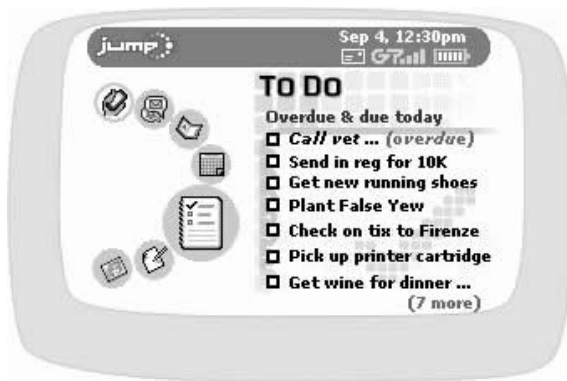 jump
Sep 4, 12:30pm
To Do
Overdue & due today
Call vet ... (overdue)
Send in reg for 10K
Get new running shoes
Plant False Yew
Check on tix to Firenze
Pick up printer cartridge
Get wine for dinner ...
(7 more)